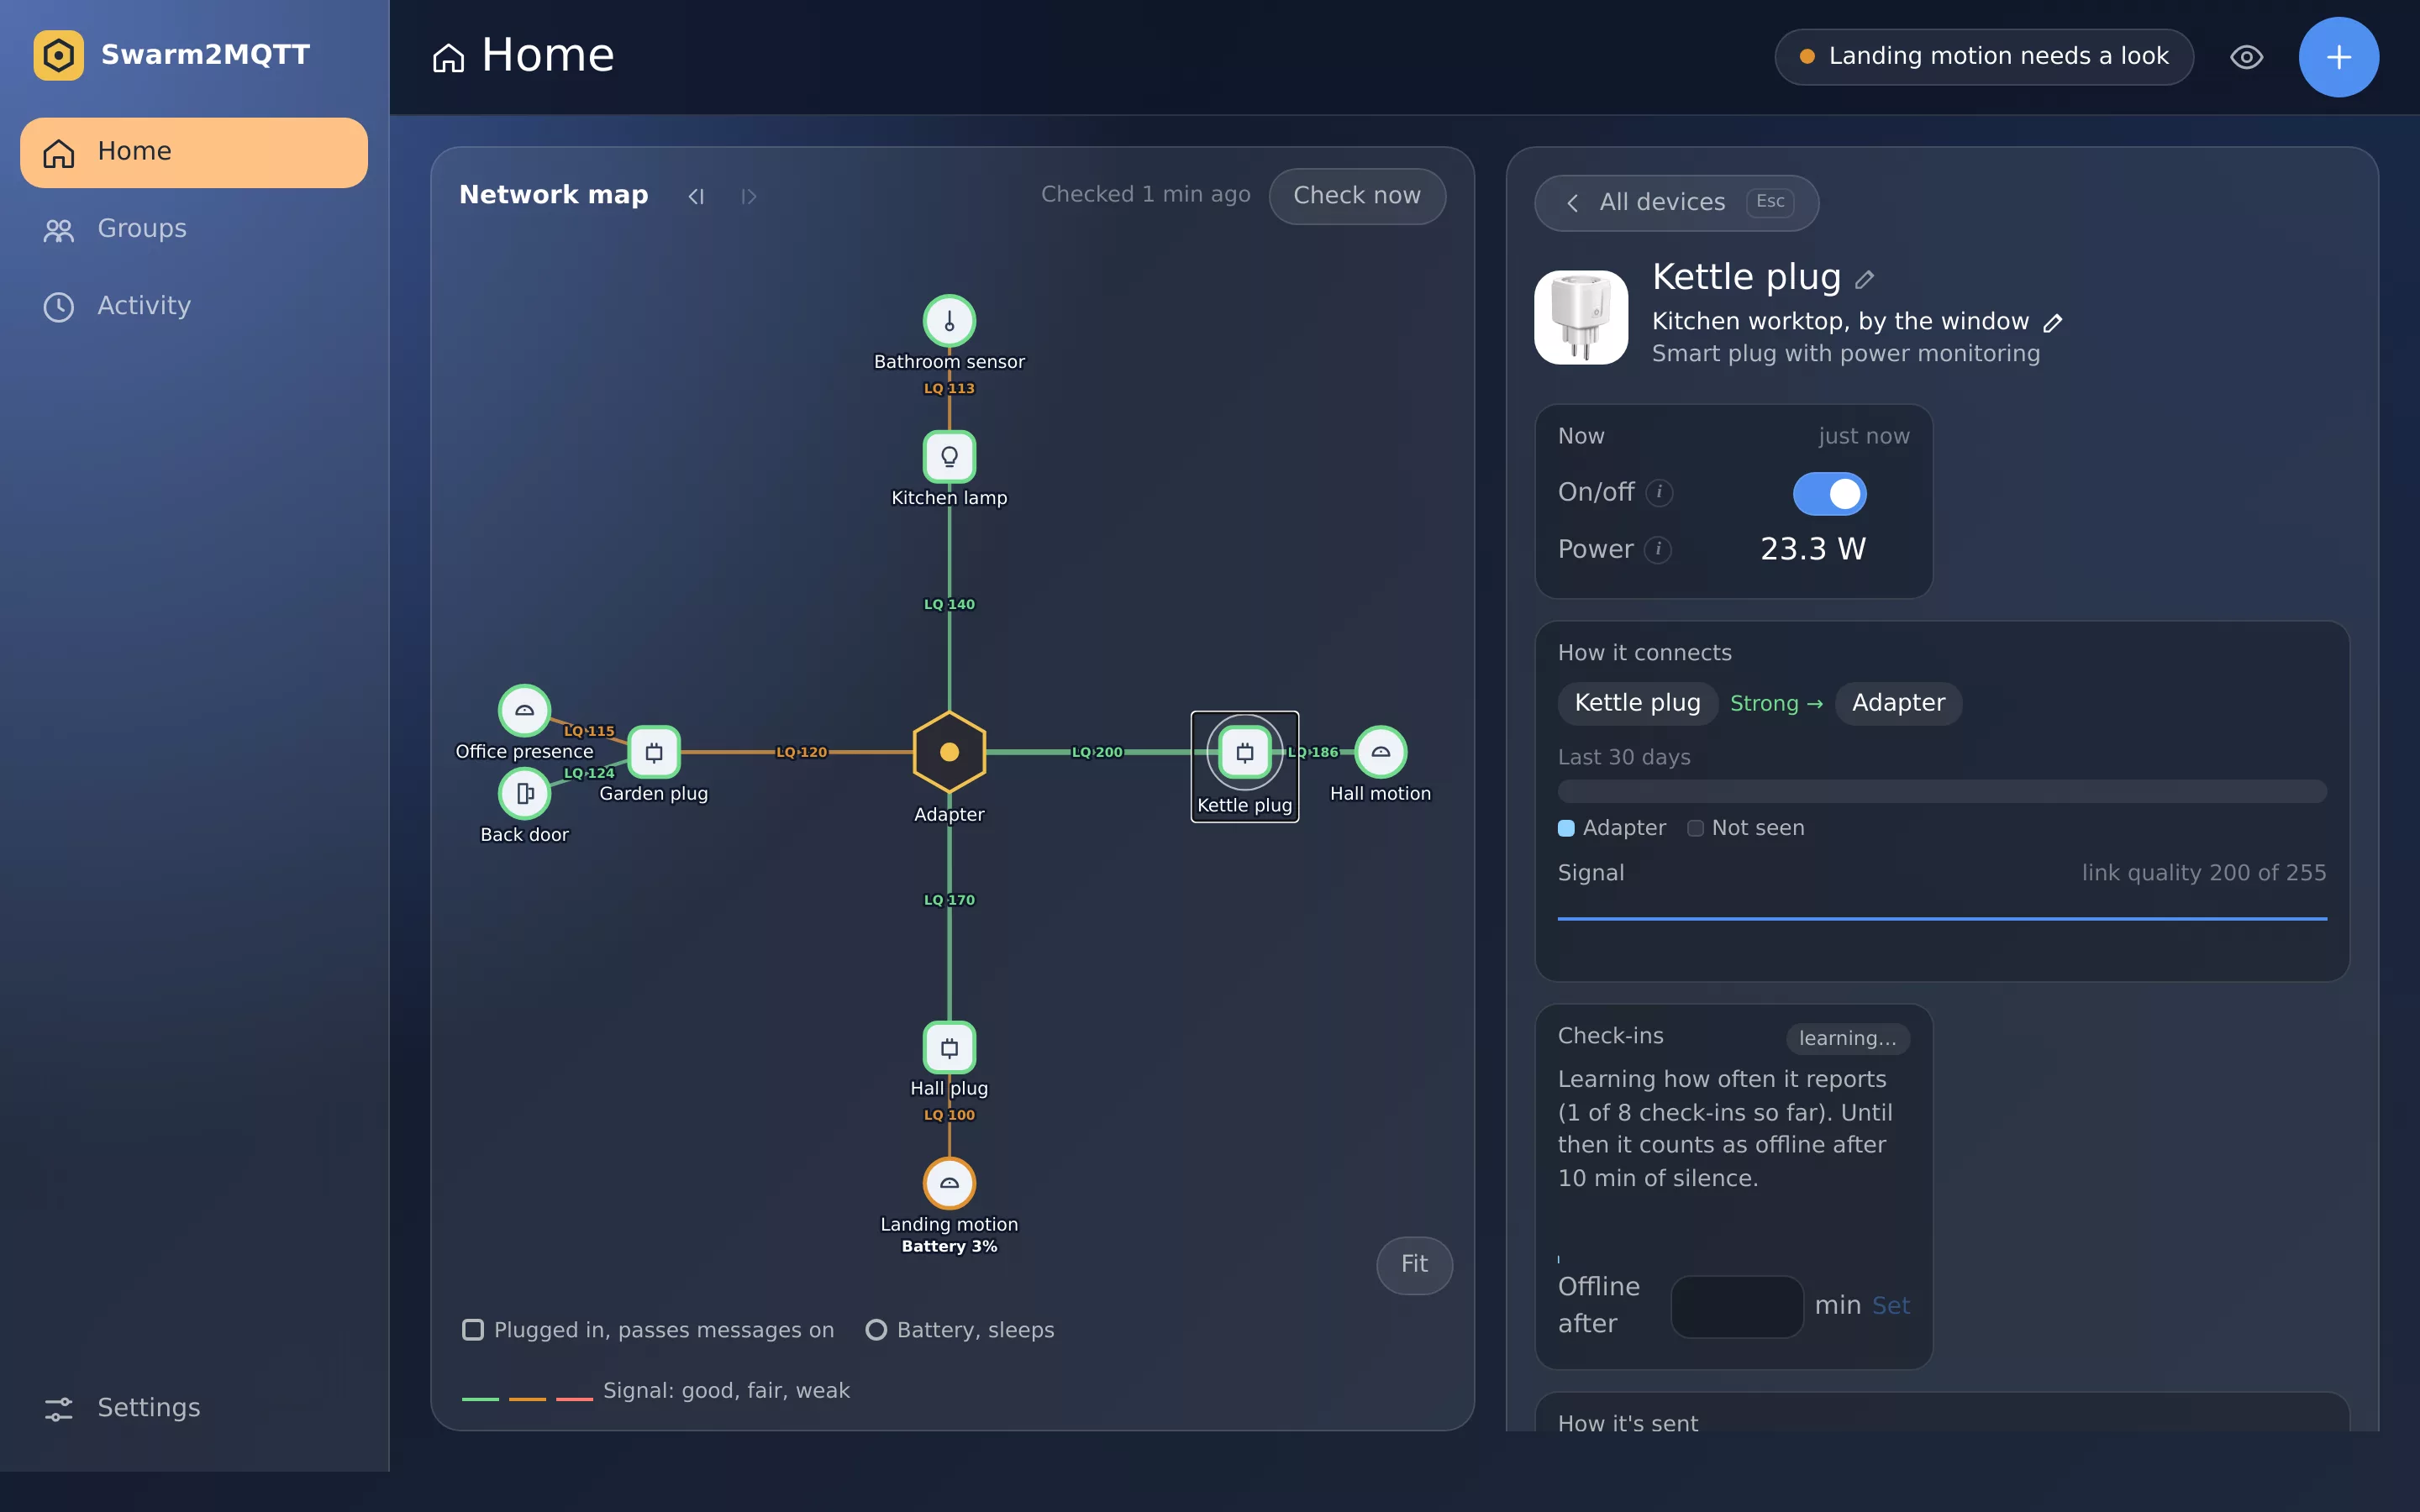 Swarm2MQTT
Home
Groups
Activity
Settings
Home
Landing motion needs a look
Network map
Checked 1 min ago
Check now
Bathroom sensor
LQ 113
Kitchen lamp
LQ 140
Office presence
LQ 115
LQ 124
Back door
Garden plug
LQ 120
Adapter
LQ 200
Kettle plug
LQ 186
Hall motion
LQ 170
Hall plug
LQ 100
Landing motion
Battery 3%
Fit
Plugged in, passes messages on
Battery, sleeps
Signal: good, fair, weak
All devices Esc
Kettle plug
Kitchen worktop, by the window
Smart plug with power monitoring
Now just now
On/off i
Power i 23.3 W
How it connects
Kettle plug Strong → Adapter
Last 30 days
Adapter Not seen
Signal link quality 200 of 255
Check-ins learning...
Learning how often it reports
(1 of 8 check-ins so far). Until
then it counts as offline after
10 min of silence.
Offline
after
min Set
How it's sent